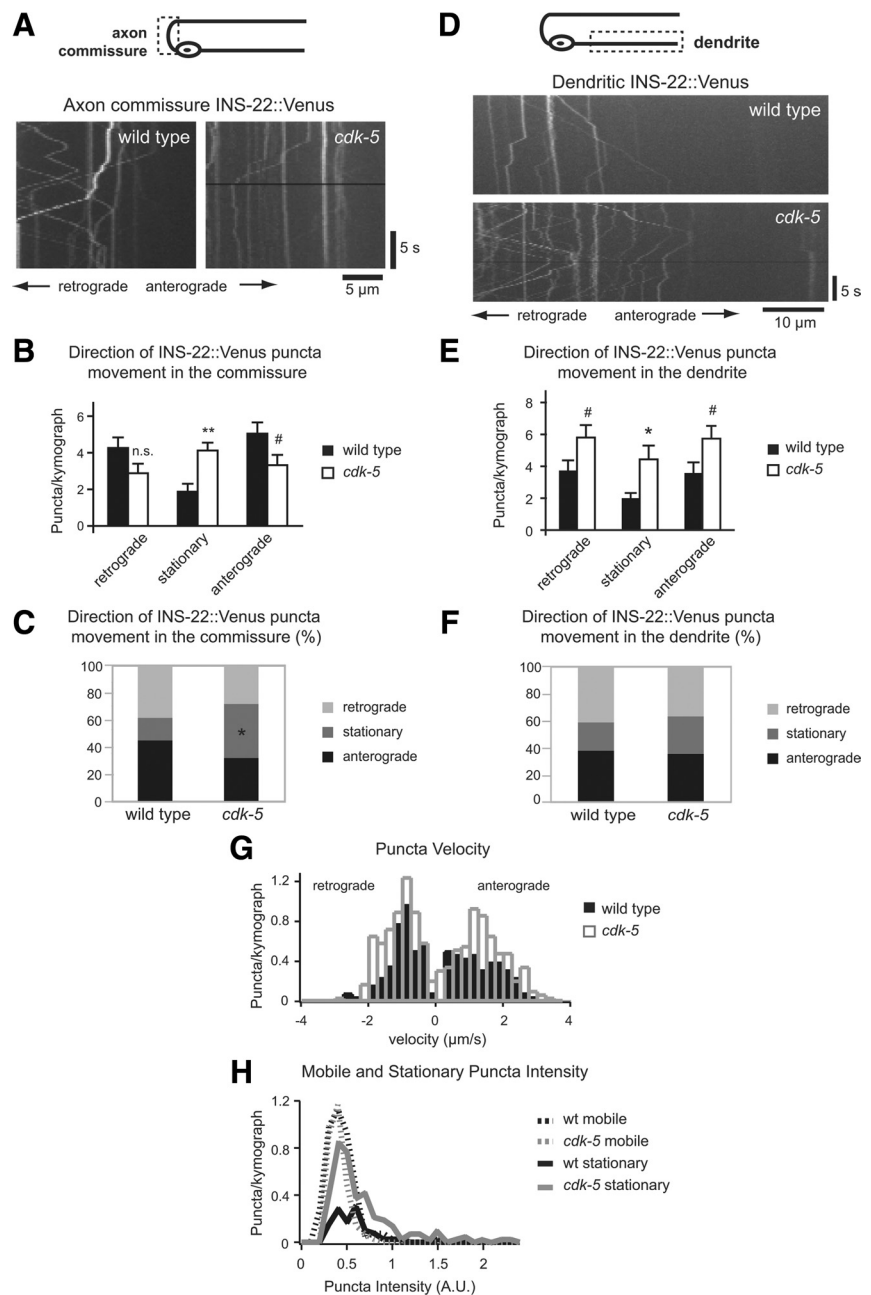 A
axon
commissure
Axon commissure INS-22::Venus
wild type
cdk-5
5 s
retrograde
anterograde
5 µm
B
Direction of INS-22::Venus puncta
movement in the commissure
Puncta/kymograph
6
4
2
0
n.s.
**
#
wild type
cdk-5
retrograde
stationary
anterograde
C
Direction of INS-22::Venus puncta
movement in the commissure (%)
100
80
60
40
20
0
*
retrograde
stationary
anterograde
wild type
cdk-5
D
dendrite
Dendritic INS-22::Venus
wild type
cdk-5
5 s
retrograde
anterograde
10 µm
E
Direction of INS-22::Venus puncta
movement in the dendrite
Puncta/kymograph
8
6
4
2
0
#
*
#
wild type
cdk-5
retrograde
stationary
anterograde
F
Direction of INS-22::Venus puncta
movement in the dendrite (%)
100
80
60
40
20
0
retrograde
stationary
anterograde
wild type
cdk-5
G
Puncta Velocity
Puncta/kymograph
1.2
0.8
0.4
0
retrograde
anterograde
wild type
cdk-5
-4 -2 0 2 4
velocity (µm/s)
H
Mobile and Stationary Puncta Intensity
Puncta/kymograph
1.2
0.8
0.4
0
wt mobile
cdk-5 mobile
wt stationary
cdk-5 stationary
0 0.5 1 1.5 2
Puncta Intensity (A.U.)